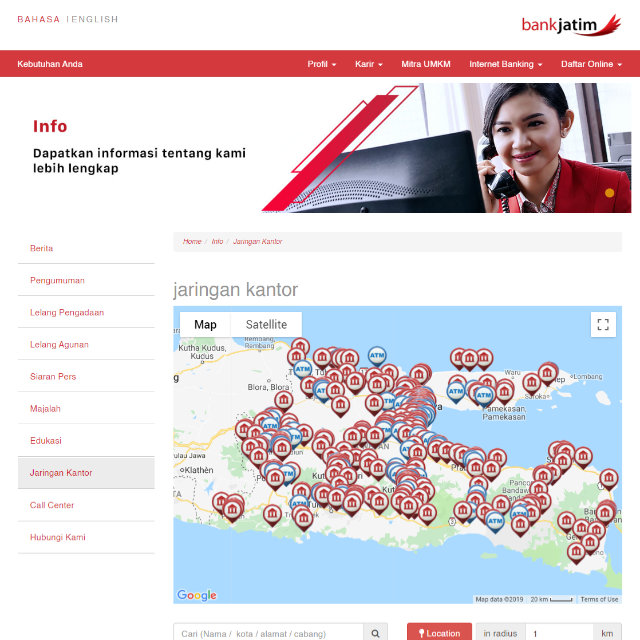 BAHASA | ENGLISH
bankjatim
Kebutuhan Anda
Profil
Karir
Mitra UMKM
Internet Banking
Daftar Online
Info
Dapatkan informasi tentang kami
lebih lengkap
Berita
Pengumuman
Lelang Pengadaan
Lelang Agunan
Siaran Pers
Majalah
Edukasi
Jaringan Kantor
Call Center
Hubungi Kami
Home / Info / Jaringan Kantor
jaringan kantor
Map
Satellite
Rembang,
Rembang
Kutha Kudus,
Kudus
ATM
Blora, Blora
Waru
Lombang
Saroka
Pamekasan,
Pamekasan
Klathèn
Google
Map data ©2019
20 km
Terms of Use
Cari (Nama / kota / alamat / cabang)
Location
in radius
1
km